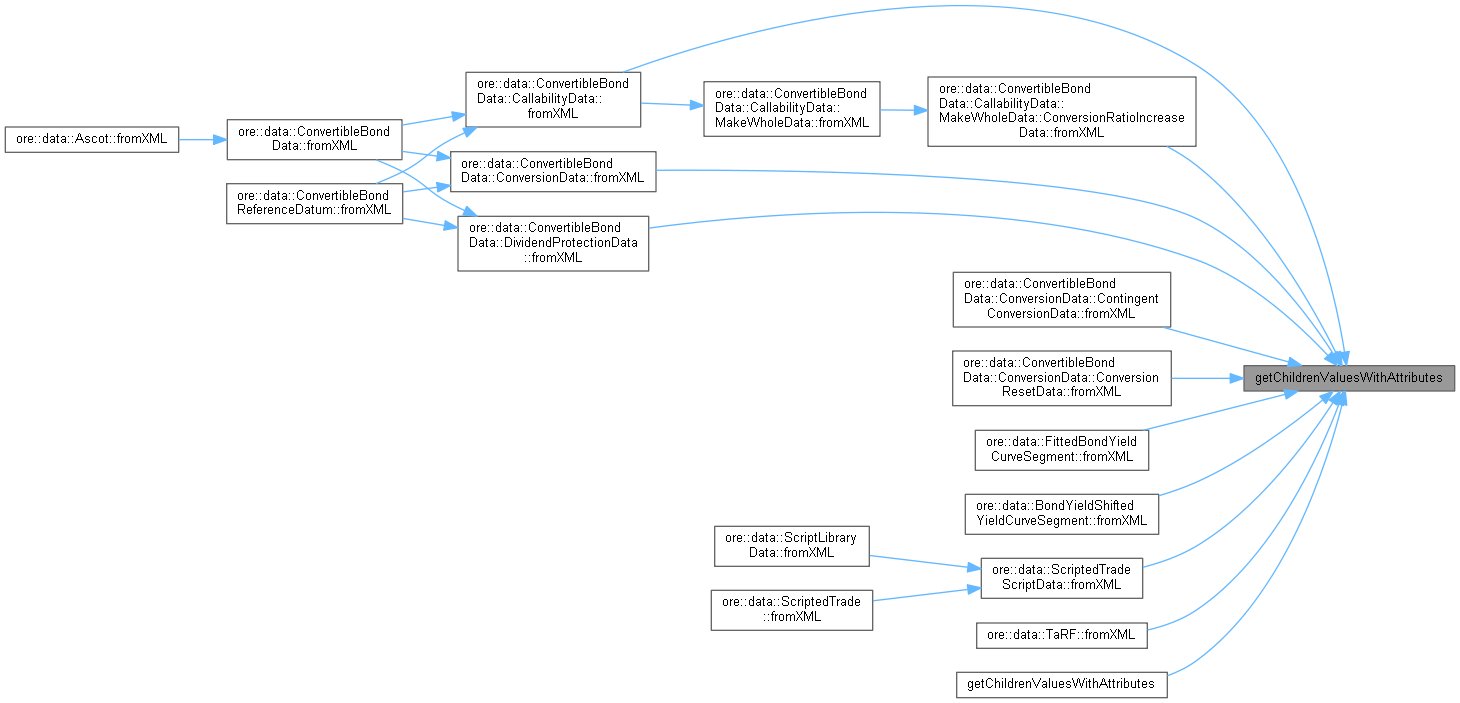 ore::data::Ascot::fromXML
ore::data::ConvertibleBond
Data::fromXML
ore::data::ConvertibleBond
ReferenceDatum::fromXML
ore::data::ConvertibleBond
Data::CallabilityData::
fromXML
ore::data::ConvertibleBond
Data::ConversionData::fromXML
ore::data::ConvertibleBond
Data::DividendProtectionData
::fromXML
ore::data::ConvertibleBond
Data::CallabilityData::
MakeWholeData::fromXML
ore::data::ConvertibleBond
Data::CallabilityData::
MakeWholeData::ConversionRatioIncrease
Data::fromXML
ore::data::ConvertibleBond
Data::ConversionData::Contingent
ConversionData::fromXML
ore::data::ConvertibleBond
Data::ConversionData::Conversion
ResetData::fromXML
ore::data::FittedBondYield
CurveSegment::fromXML
ore::data::BondYieldShifted
YieldCurveSegment::fromXML
ore::data::ScriptLibrary
Data::fromXML
ore::data::ScriptedTrade
::fromXML
ore::data::ScriptedTrade
ScriptData::fromXML
ore::data::TaRF::fromXML
getChildrenValuesWithAttributes
getChildrenValuesWithAttributes